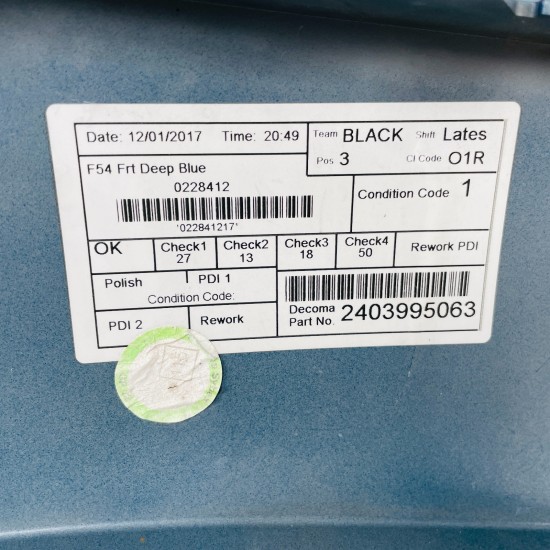 Date: 12/01/2017 Time: 20:49 Team BLACK Shift Lates
Pos 3 Cl Code O1R
F54 Frt Deep Blue
0228412
Condition Code 1
'022841217'
OK Check1 Check2 Check3 Check4 Rework PDI
27 13 18 50
Polish PDI 1
Condition Code:
PDI 2 Rework
Decoma
Part No. 2403995063